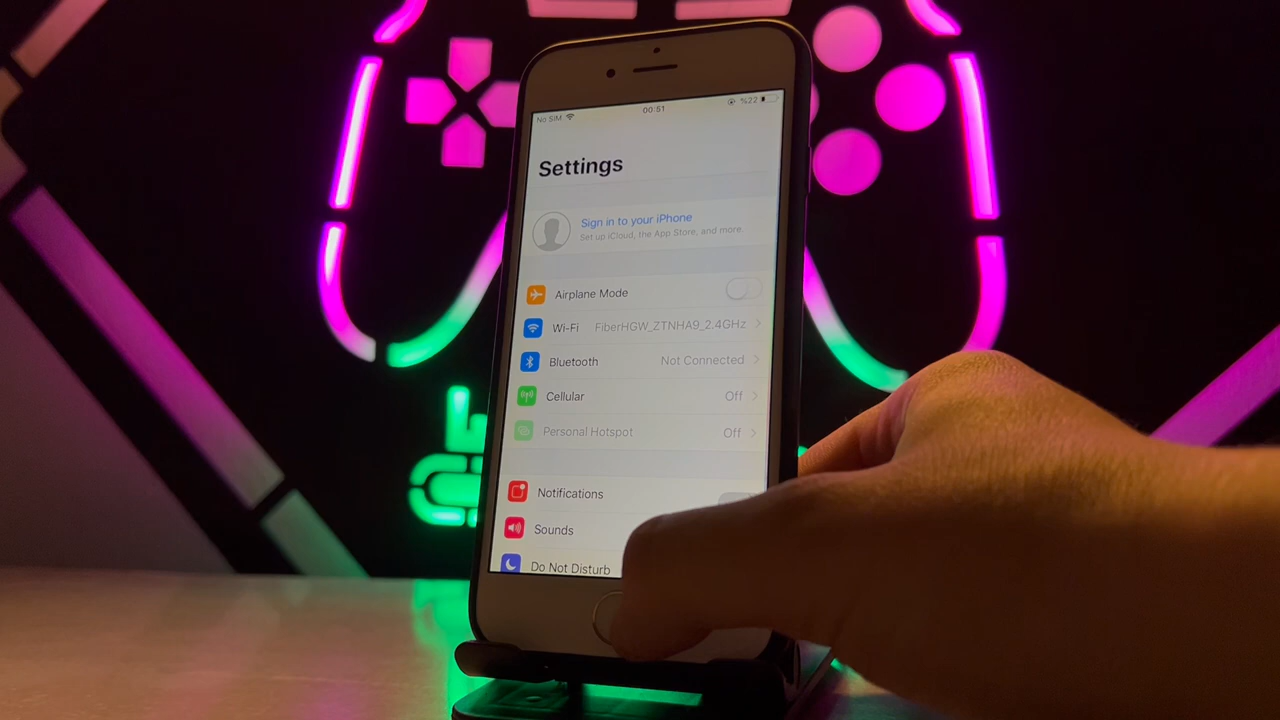 No SIM 00:51 %22
Settings
Sign in to your iPhone
Set up iCloud, the App Store, and more.
Airplane Mode
Wi-Fi FiberHGW_ZTNHA9_2.4GHz
Bluetooth Not Connected
Cellular Off
Personal Hotspot Off
Notifications
Sounds
Do Not Disturb